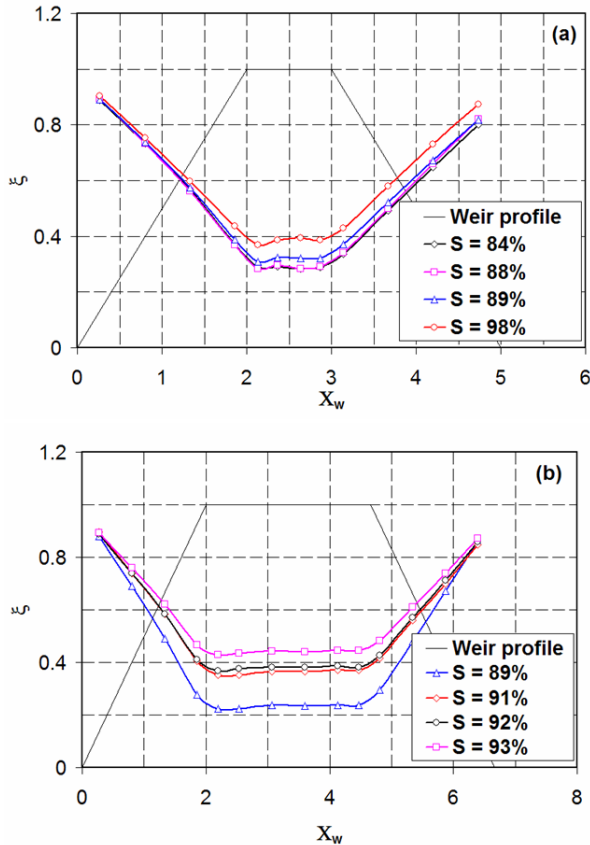 1.2
(a)
0.8
ξ
0.4
0
0 1 2 3 4 5 6
X_w
Weir profile
S = 84%
S = 88%
S = 89%
S = 98%
1.2
(b)
0.8
ξ
0.4
0
0 2 4 6 8
X_w
Weir profile
S = 89%
S = 91%
S = 92%
S = 93%